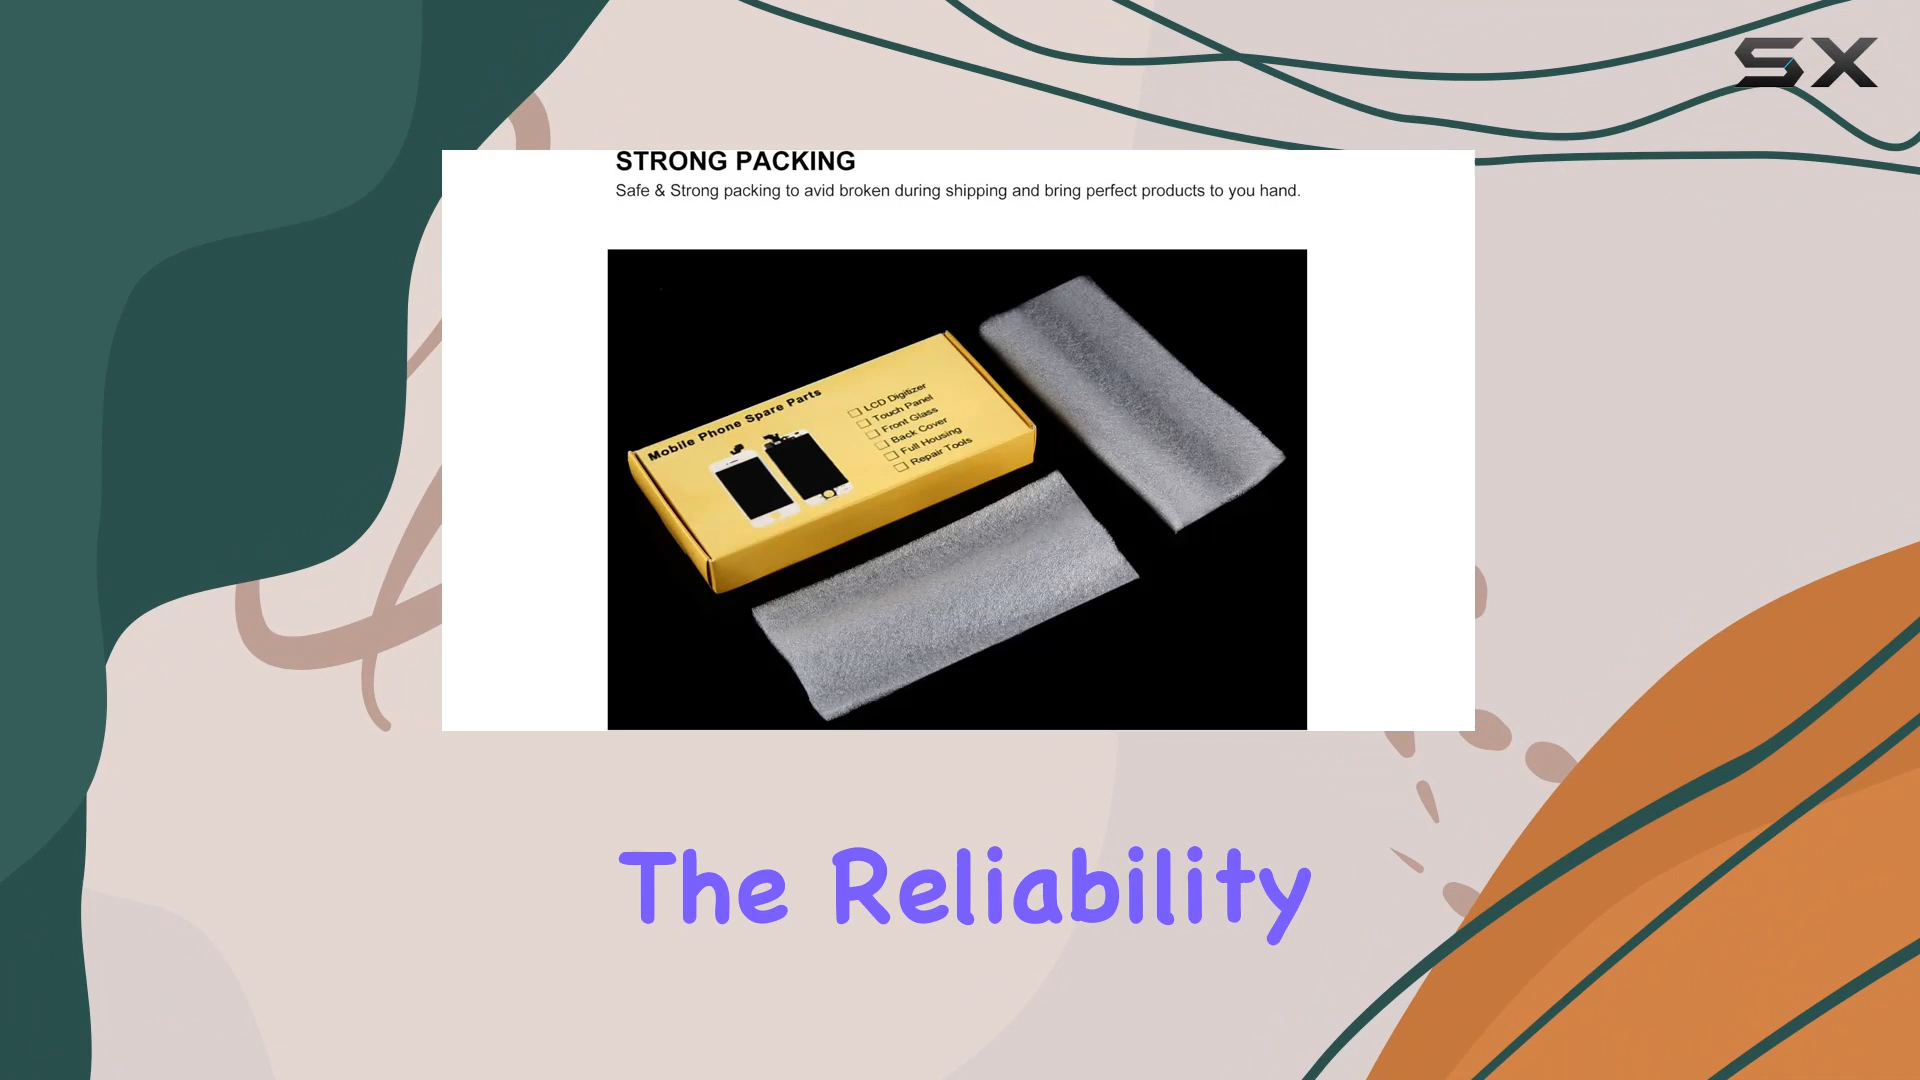 SX
STRONG PACKING
Safe & Strong packing to avid broken during shipping and bring perfect products to you hand.
Mobile Phone Spare Parts
LCD Digitizer
Touch Panel
Front Glass
Back Cover
Full Housing
Repair Tools
The Reliability